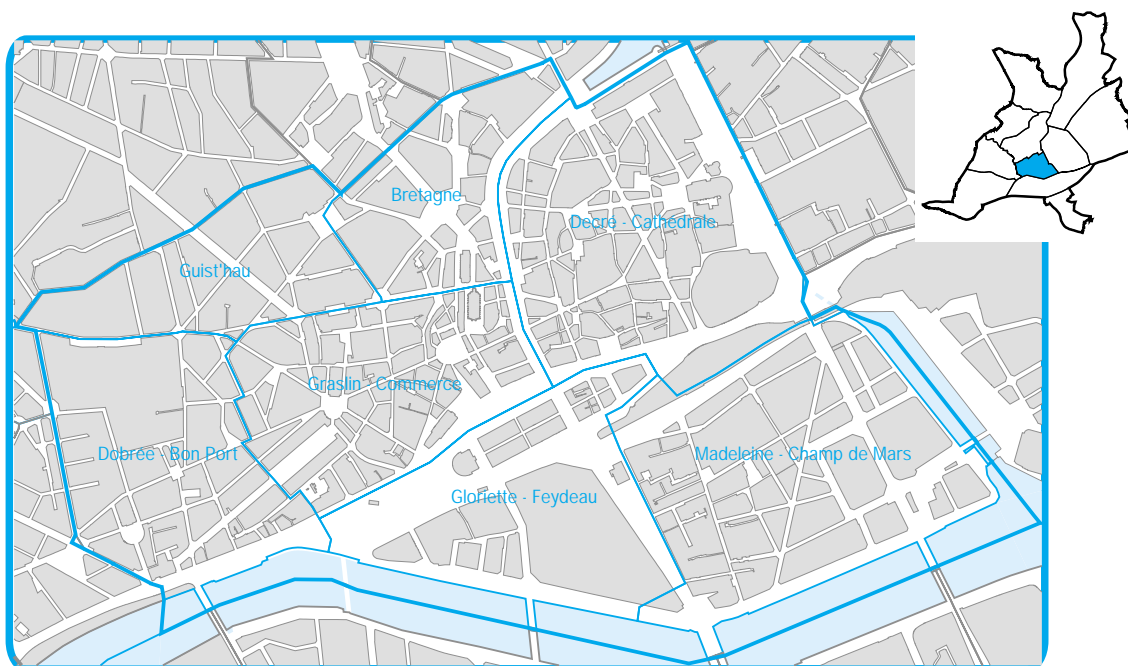 Bretagne
Decré - Cathédrale
Guist'hau
Graslin - Commerce
Dobrée - Bon Port
Madeleine - Champ de Mars
Gloriette - Feydeau